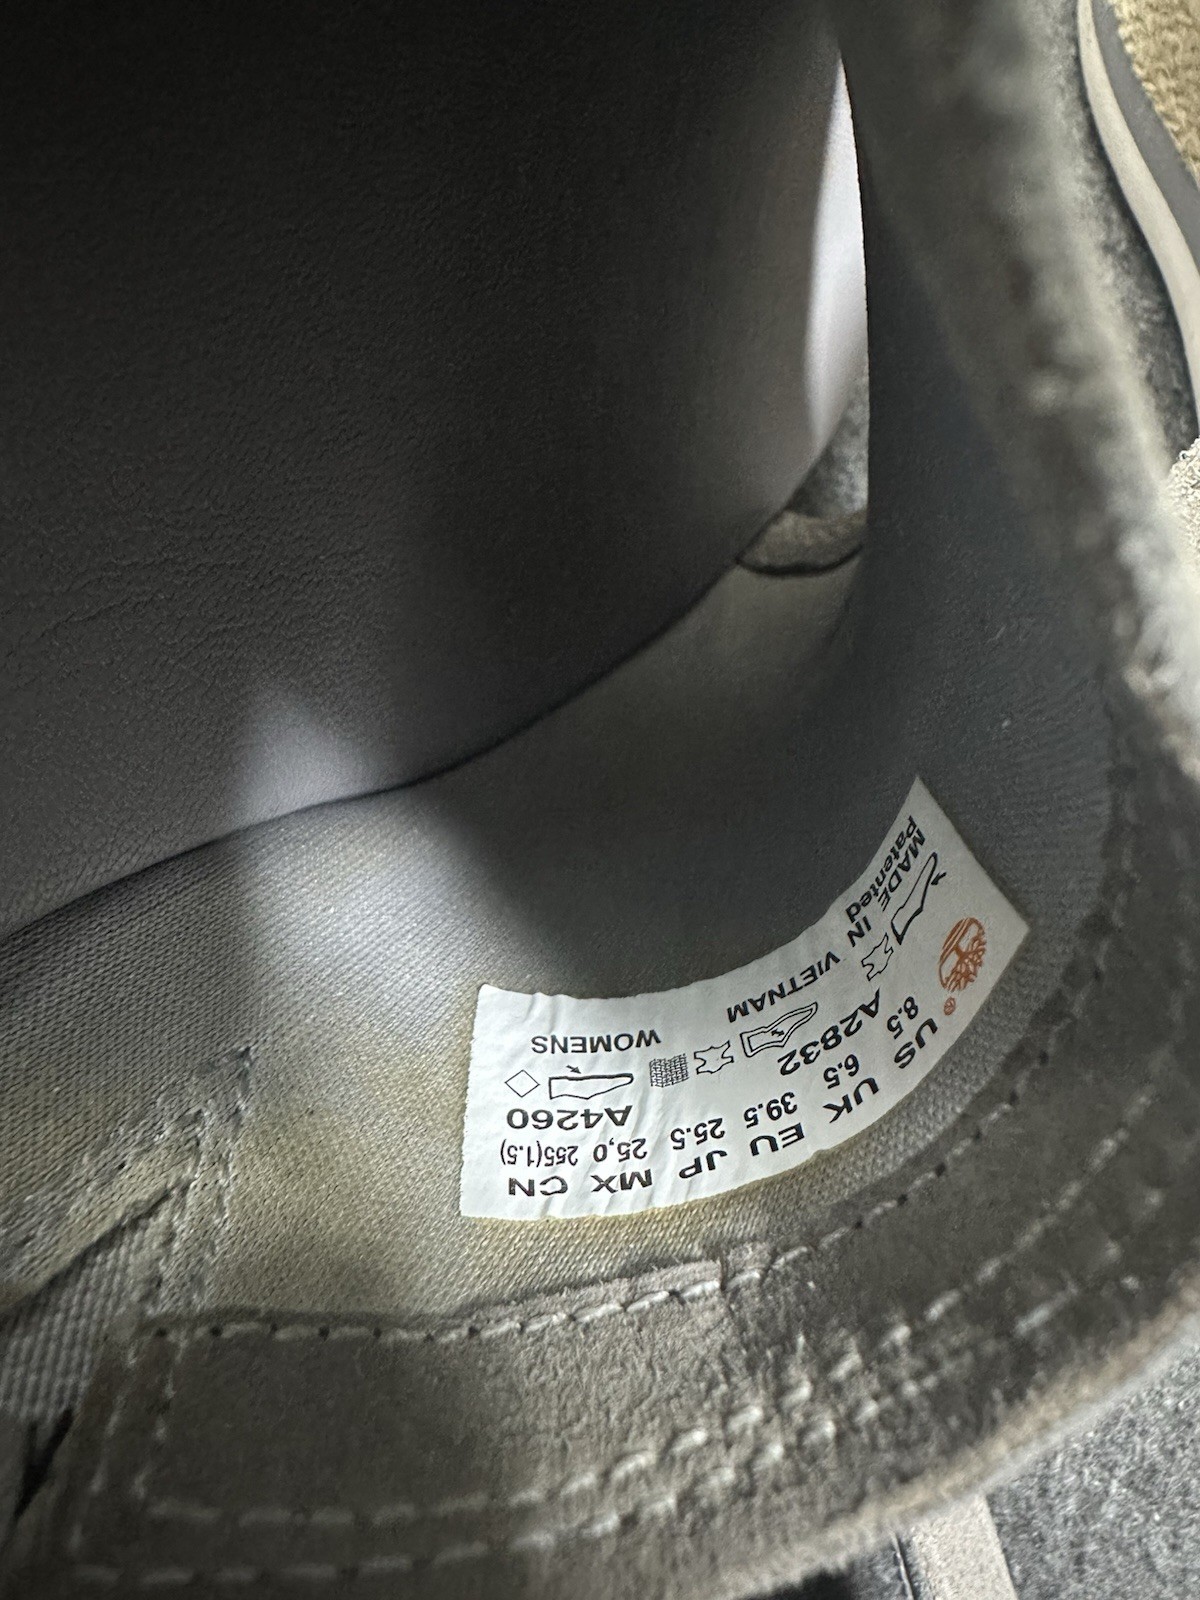 ®
US UK EU JP MX CN
8.5 6.5 39.5 25.5 25,0 255(1.5)
A2832 A4260
MADE IN VIETNAM WOMENS
Patented